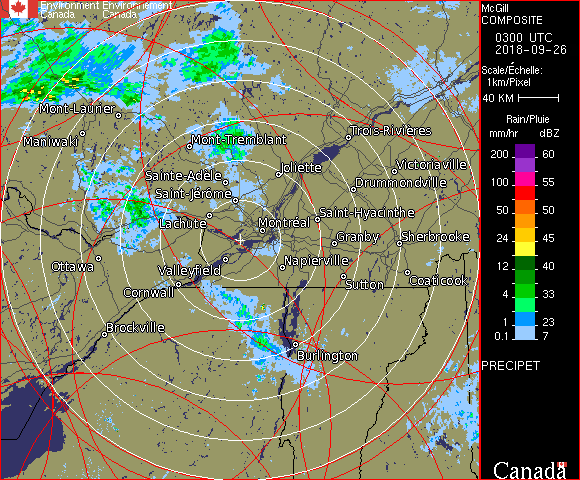 Environment Environnement
Canada Canada
McGill
COMPOSITE
0300 UTC
2018-09-26
Scale/Échelle:
1km/Pixel
40 KM
Rain/Pluie
mm/hr dBZ
200 60
100 55
50 50
24 45
12 40
4 33
1 23
0.1 7
PRECIPET
Canada
Mont-Laurier
Maniwaki
Mont-Tremblant
Trois-Rivières
Sainte-Adèle
Joliette
Victoriaville
Saint-Jérôme
Drummondville
Lachute
Montréal
Saint-Hyacinthe
Granby
Sherbrooke
Ottawa
Valleyfield
Napierville
Cornwall
Sutton
Coaticook
Brockville
Burlington